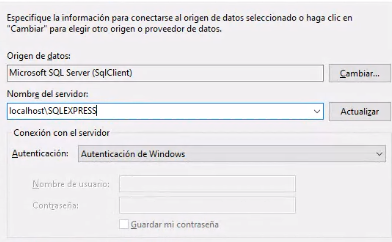 Especifique la información para conectarse al origen de datos seleccionado o haga clic en
"Cambiar" para elegir otro origen o proveedor de datos.
Origen de datos:
Microsoft SQL Server (SqlClient)
Cambiar...
Nombre del servidor:
localhost\SQLEXPRESS
Actualizar
Conexión con el servidor
Autenticación:
Autenticación de Windows
Nombre de usuario:
Contraseña:
Guardar mi contraseña